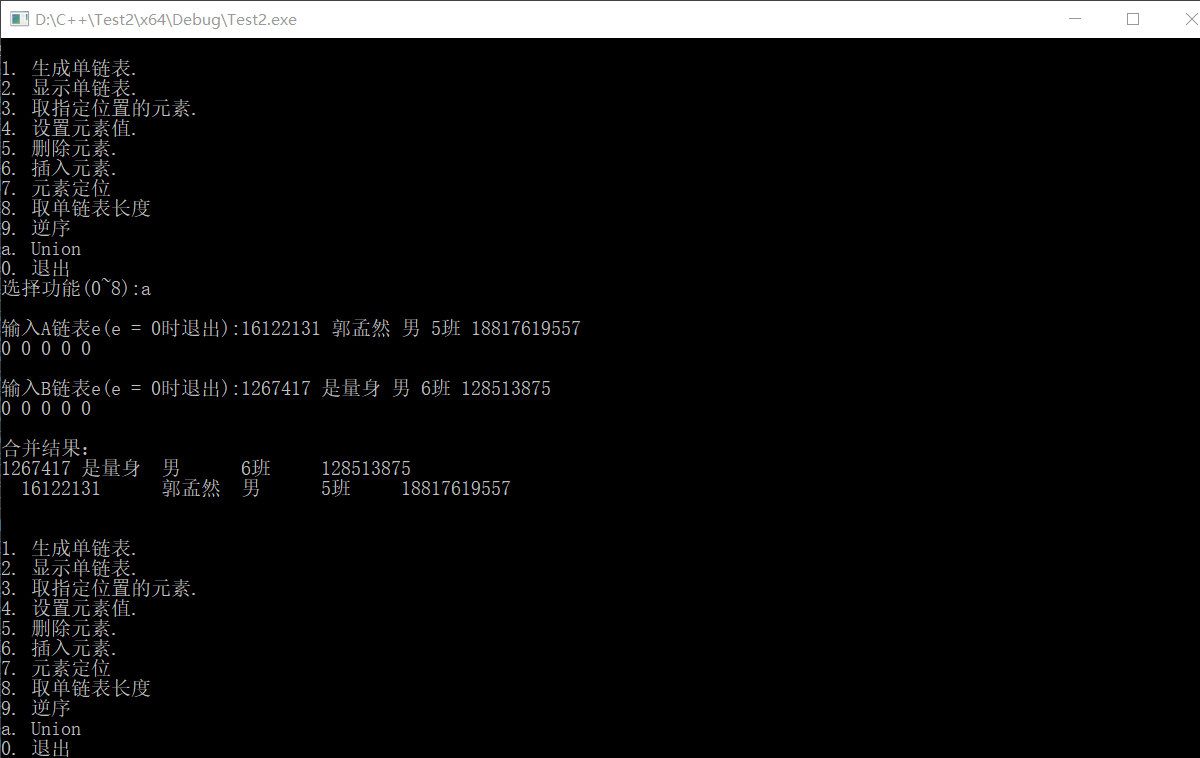 D:\C++\Test2\x64\Debug\Test2.exe
1. 生成单链表.
2. 显示单链表.
3. 取指定位置的元素.
4. 设置元素值.
5. 删除元素.
6. 插入元素.
7. 元素定位
8. 取单链表长度
9. 逆序
a. Union
0. 退出
选择功能(0~8):a
输入A链表e(e = 0时退出):16122131 郭孟然 男 5班 18817619557
0 0 0 0 0
输入B链表e(e = 0时退出):1267417 是量身 男 6班 128513875
0 0 0 0 0
合并结果:
1267417 是量身 男 6班 128513875
16122131 郭孟然 男 5班 18817619557
1. 生成单链表.
2. 显示单链表.
3. 取指定位置的元素.
4. 设置元素值.
5. 删除元素.
6. 插入元素.
7. 元素定位
8. 取单链表长度
9. 逆序
a. Union
0. 退出